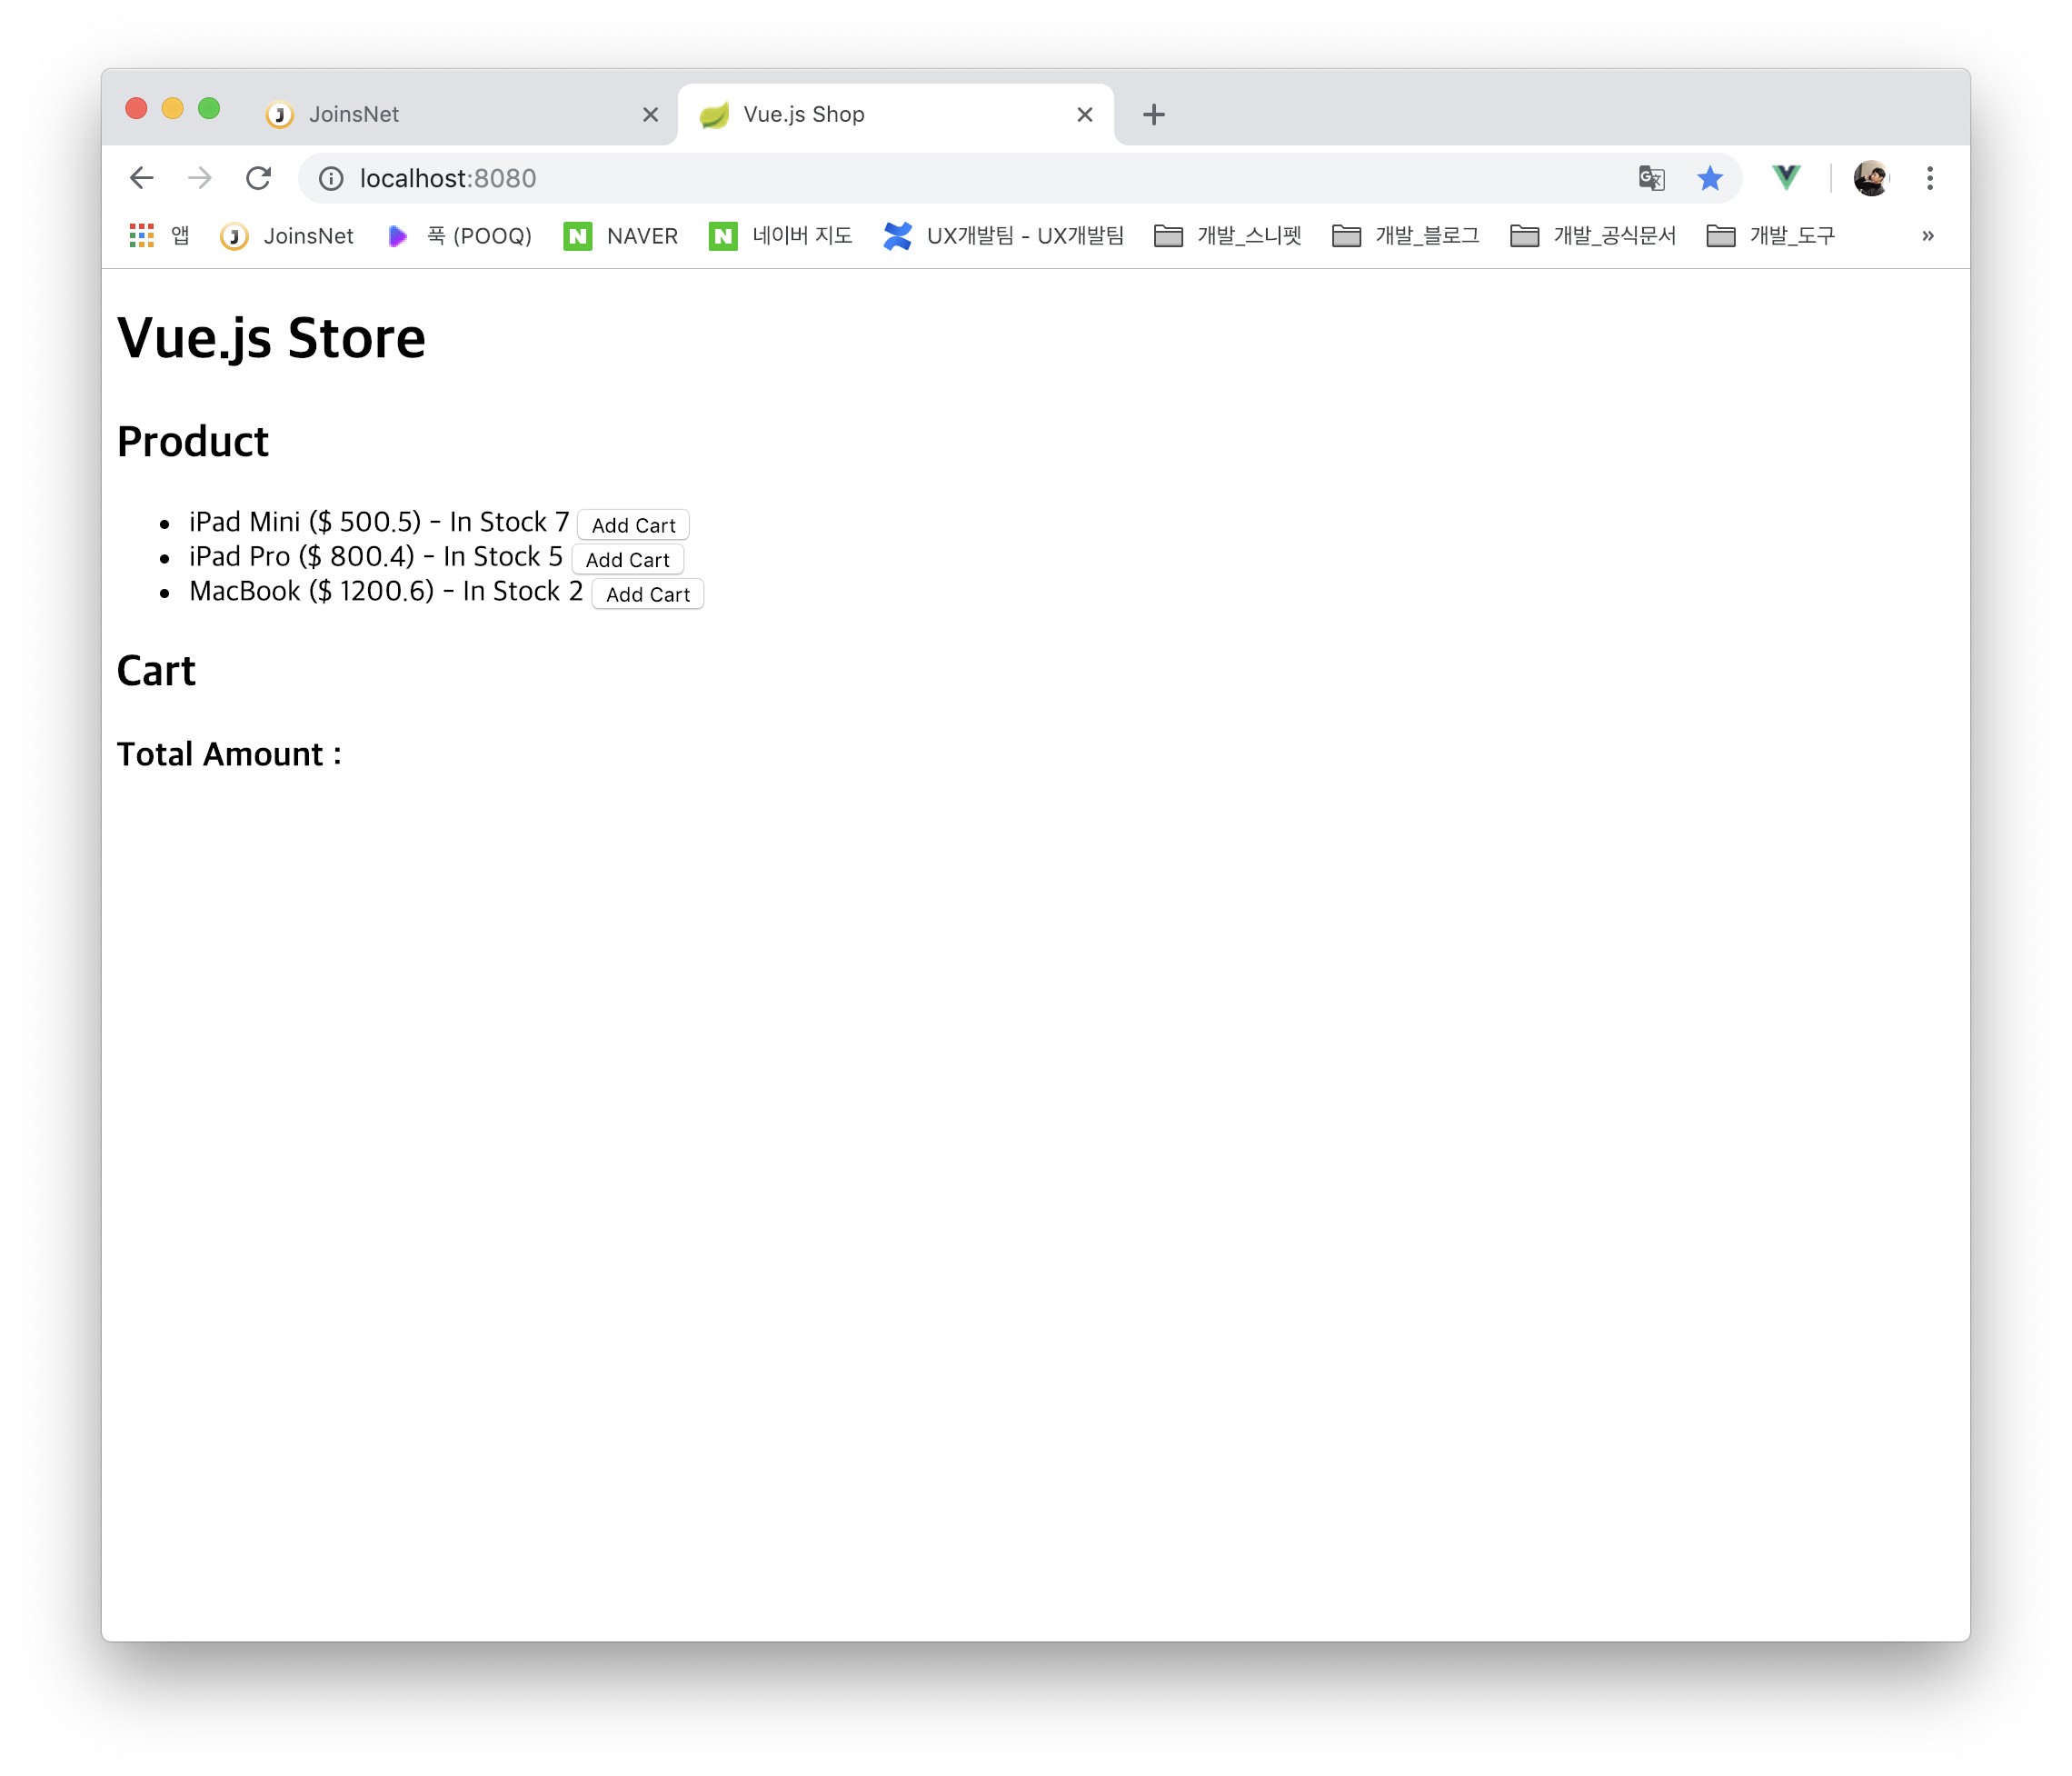 JoinsNet
Vue.js Shop
localhost:8080
앱 JoinsNet 푹 (POOQ) NAVER 네이버 지도 UX개발팀 - UX개발팀 개발_스니펫 개발_블로그 개발_공식문서 개발_도구 »
Vue.js Store
Product
• iPad Mini ($ 500.5) - In Stock 7 Add Cart
• iPad Pro ($ 800.4) - In Stock 5 Add Cart
• MacBook ($ 1200.6) - In Stock 2 Add Cart
Cart
Total Amount :